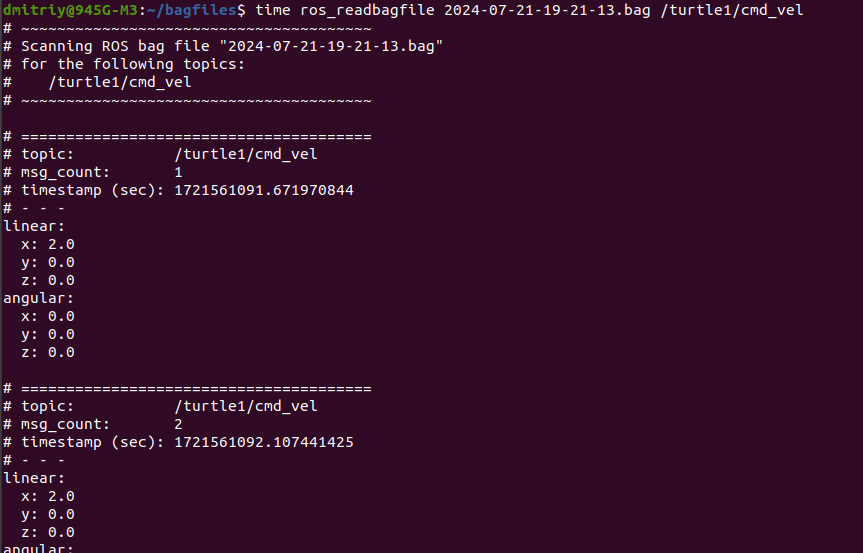 dmitriy@945G-M3:~/bagfiles$ time ros_readbagfile 2024-07-21-19-21-13.bag /turtle1/cmd_vel
# ~~~~~~~~~~~~~~~~~~~~~~~~~~~~~~~~~~~~~~~
# Scanning ROS bag file "2024-07-21-19-21-13.bag"
# for the following topics:
#    /turtle1/cmd_vel
# ~~~~~~~~~~~~~~~~~~~~~~~~~~~~~~~~~~~~~~~

# =======================================
# topic:           /turtle1/cmd_vel
# msg_count:       1
# timestamp (sec): 1721561091.671970844
# - - -
linear:
  x: 2.0
  y: 0.0
  z: 0.0
angular:
  x: 0.0
  y: 0.0
  z: 0.0

# =======================================
# topic:           /turtle1/cmd_vel
# msg_count:       2
# timestamp (sec): 1721561092.107441425
# - - -
linear:
  x: 2.0
  y: 0.0
  z: 0.0
angular: